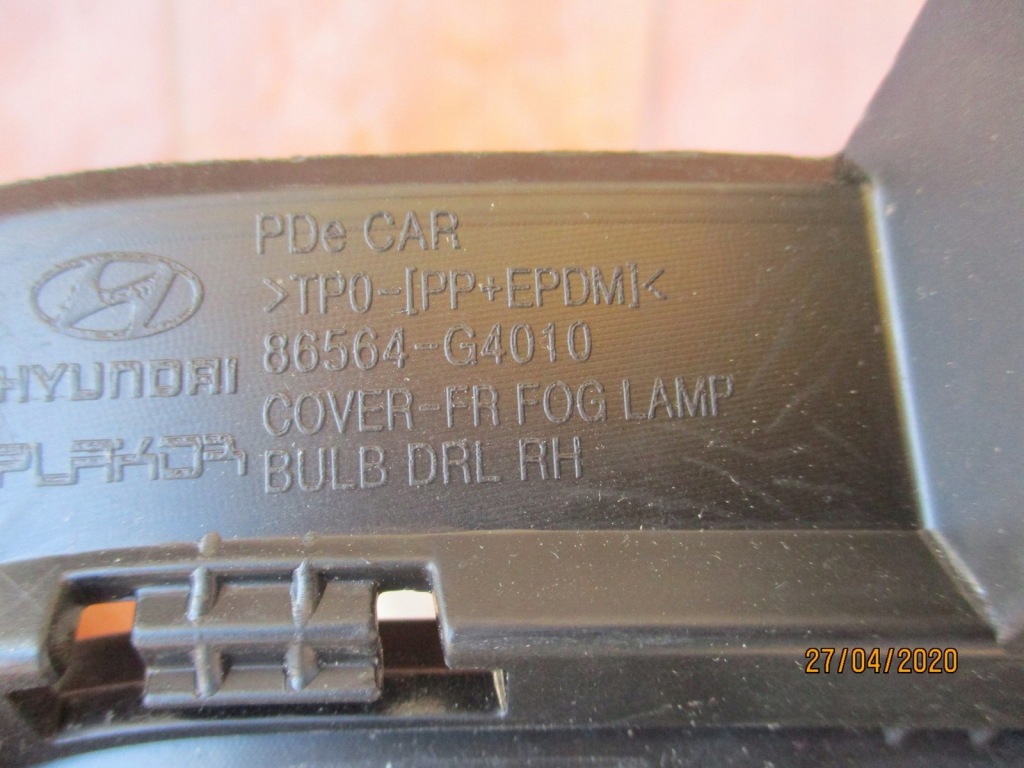 PDe CAR
>TPO-[PP+EPDM]<
86564-G4010
COVER-FR FOG LAMP
BULB DRL RH
HYUNDAI
PLAKOR
27/04/2020